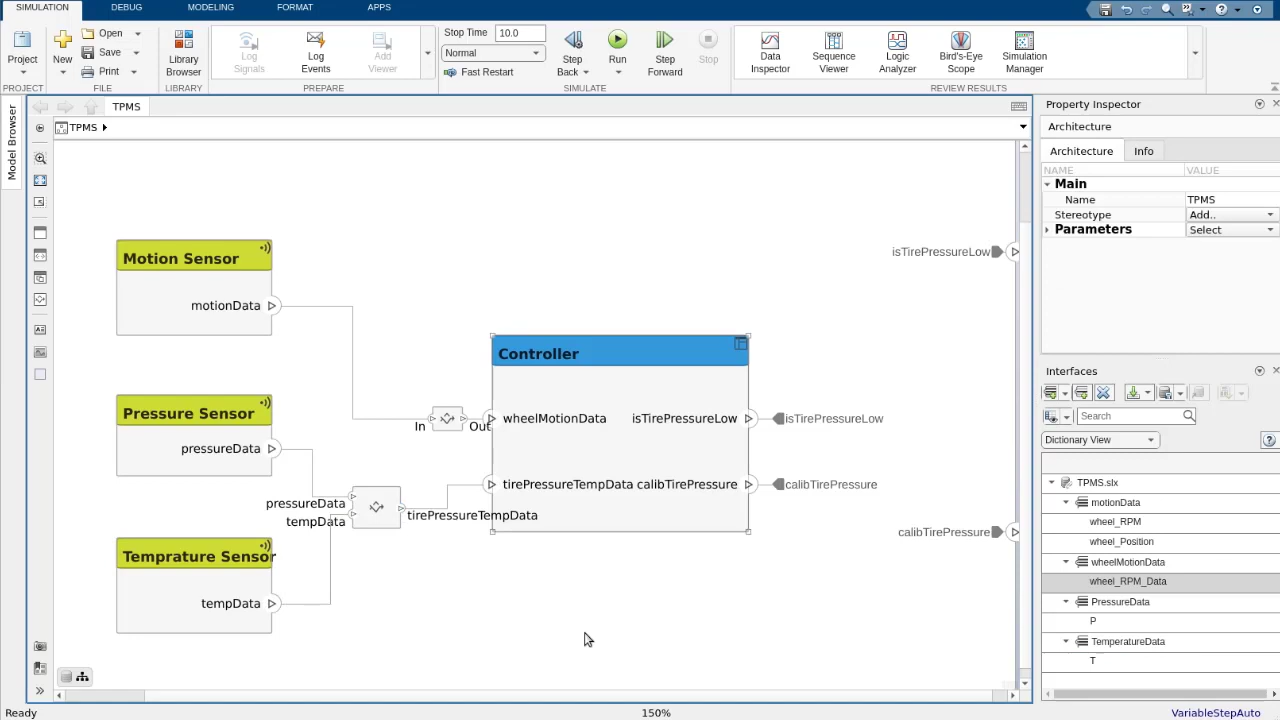 SIMULATION DEBUG MODELING FORMAT APPS
Project
New
Open
Save
Print
Library
Browser
Log
Signals
Log
Events
Add
Viewer
Stop Time 10.0
Normal
Fast Restart
Step
Back
Run
Step
Forward
Stop
Data
Inspector
Sequence
Viewer
Logic
Analyzer
Bird's-Eye
Scope
Simulation
Manager
PROJECT FILE LIBRARY PREPARE SIMULATE REVIEW RESULTS
Model Browser
TPMS
TPMS
Motion Sensor
motionData
Pressure Sensor
pressureData
Temprature Sensor
tempData
In
Out
pressureData
tempData
tirePressureTempData
Controller
wheelMotionData isTirePressureLow
tirePressureTempData calibTirePressure
isTirePressureLow
calibTirePressure
isTirePressureLow
calibTirePressure
Property Inspector
Architecture
Architecture Info
NAME VALUE
Main
Name TPMS
Stereotype Add..
Parameters Select
Interfaces
Search
Dictionary View
TPMS.slx
motionData
wheel_RPM
wheel_Position
wheelMotionData
wheel_RPM_Data
PressureData
P
TemperatureData
T
Ready 150% VariableStepAuto